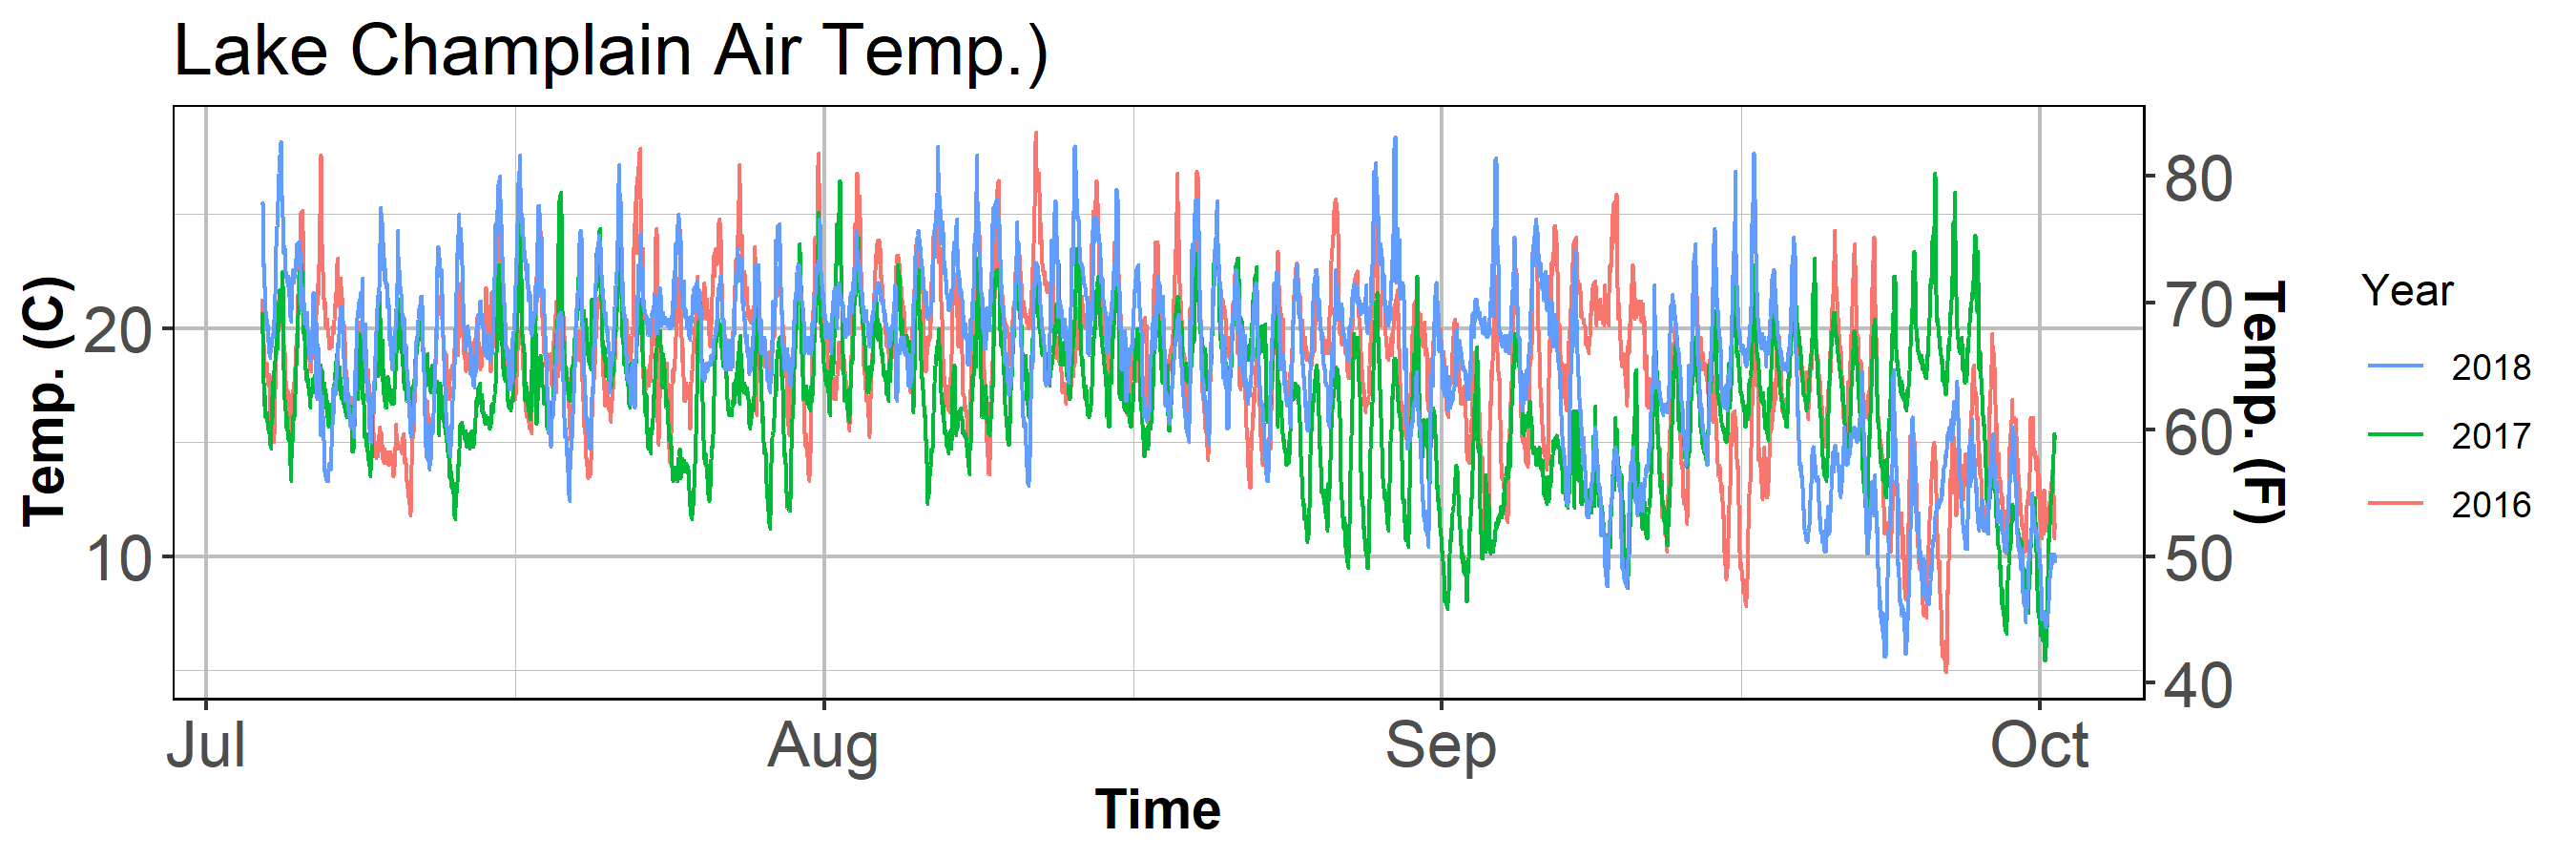 Lake Champlain Air Temp.)
Temp. (C)
20
10
80
70
60
50
40
Temp. (F)
Jul
Aug
Sep
Oct
Time
Year
2018
2017
2016